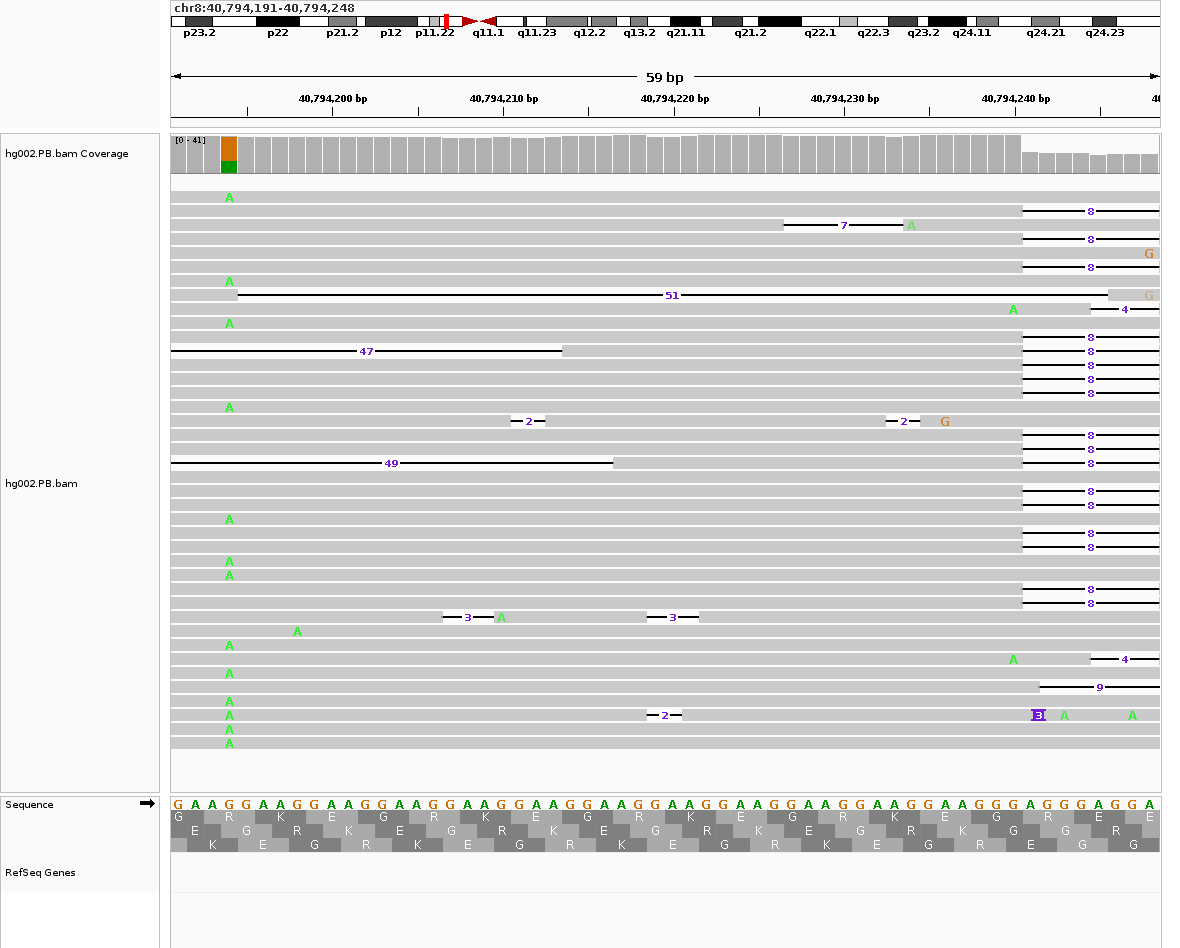 chr8:40,794,191-40,794,248
p23.2 p22 p21.2 p12 p11.22 q11.1 q11.23 q12.2 q13.2 q21.11 q21.2 q22.1 q22.3 q23.2 q24.11 q24.21 q24.23
59 bp
40,794,200 bp 40,794,210 bp 40,794,220 bp 40,794,230 bp 40,794,240 bp
[0 - 41]
hg002.PB.bam Coverage
A
8
7 A
8
G
8
A
51 G
A 4
A
8
47 8
8
8
8
A
2 2 G
8
8
49 8
hg002.PB.bam
8
8
A
8
8
A
A
8
8
3 A 3
A
A
A 4
A
9
A
A 2 3 A A
A
A
Sequence G A A G G A A G G A A G G A A G G A A G G A A G G A A G G A A G G A A G G A A G G A A G G A A G G G A G G G A G G A
G R K E G R K E G R K E G R K E G R E E
E G R K E G R K E G R K E G R K G G R
K E G R K E G R K E G R K E G R E G G
RefSeq Genes